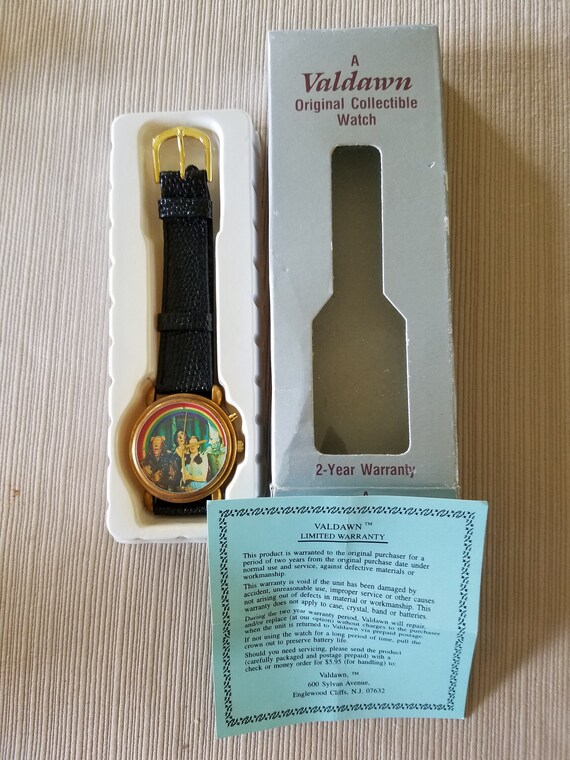 A
Valdawn
Original Collectible
Watch
2-Year Warranty
A
VALDAWN ™
LIMITED WARRANTY
This product is warranted to the original purchaser for a
period of two years from the original purchase date under
normal use and service, against defective materials or
workmanship.
This warranty is void if the unit has been damaged by
accident, unreasonable use, improper service or other causes
not arising out of defects in material or workmanship. This
warranty does not apply to case, crystal, band or batteries.
During the two year warranty period, Valdawn will repair,
and/or replace (at our option) without charges to the purchaser
when the unit is returned to Valdawn via prepaid postage.
If not using the watch for a long period of time, pull the
crown out to preserve battery life.
Should you need servicing, please send the product
(carefully packaged and postage prepaid) with a
check or money order for $5.95 (for handling) to:
Valdawn, ™
600 Sylvan Avenue,
Englewood Cliffs, N.J. 07632